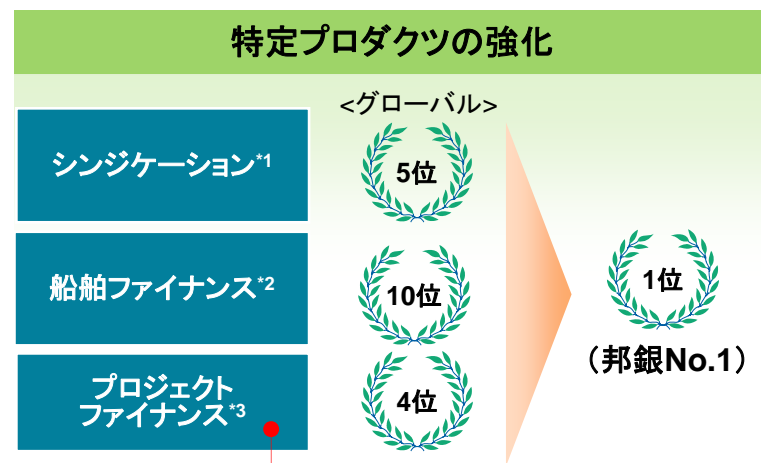 特定プロダクツの強化
<グローバル>
シンジケーション*1
5位
船舶ファイナンス*2
10位
プロジェクト
ファイナンス*3
4位
1位
（邦銀No.1）